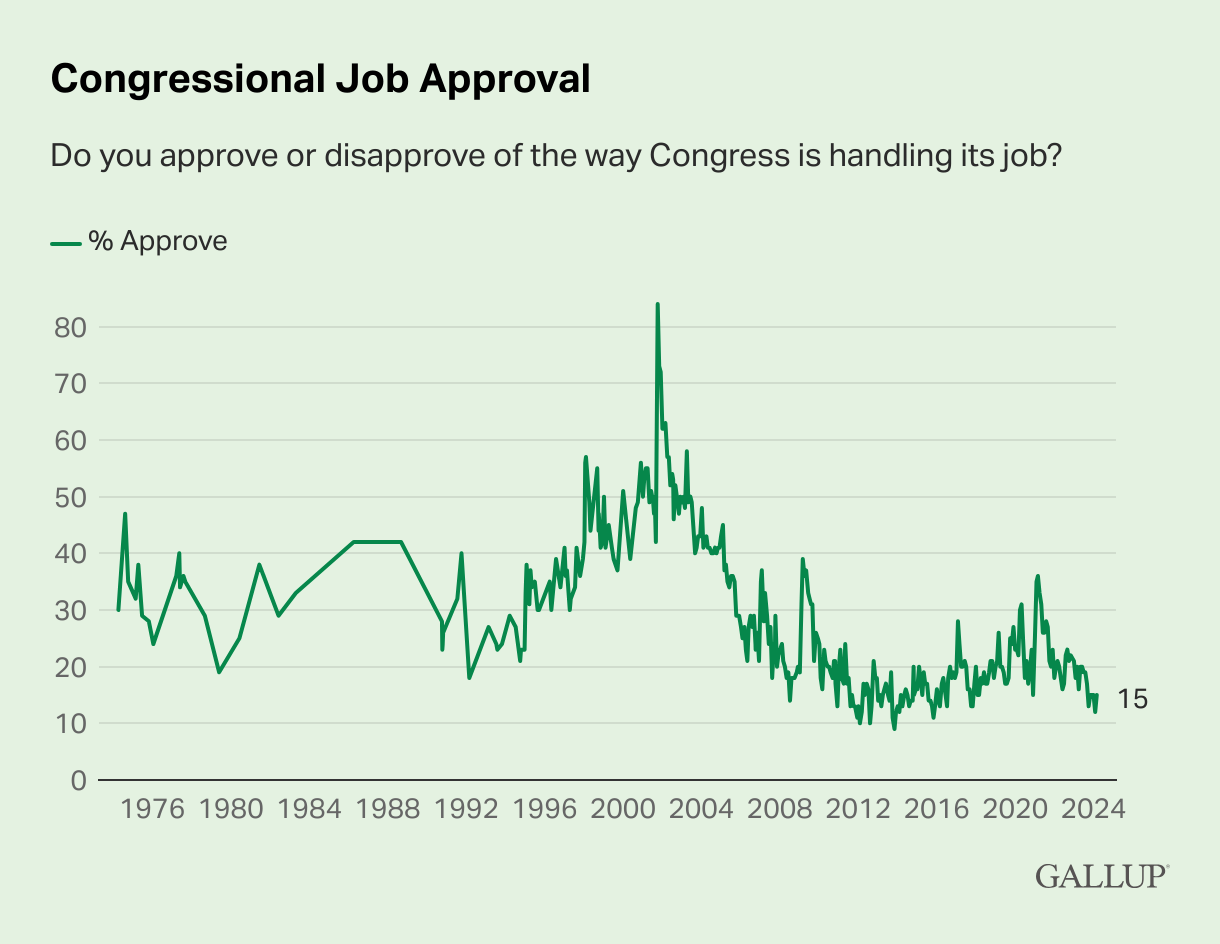 Congressional Job Approval
Do you approve or disapprove of the way Congress is handling its job?
% Approve
80
70
60
50
40
30
20
15
10
0
1976 1980 1984 1988 1992 1996 2000 2004 2008 2012 2016 2020 2024
GALLUP®